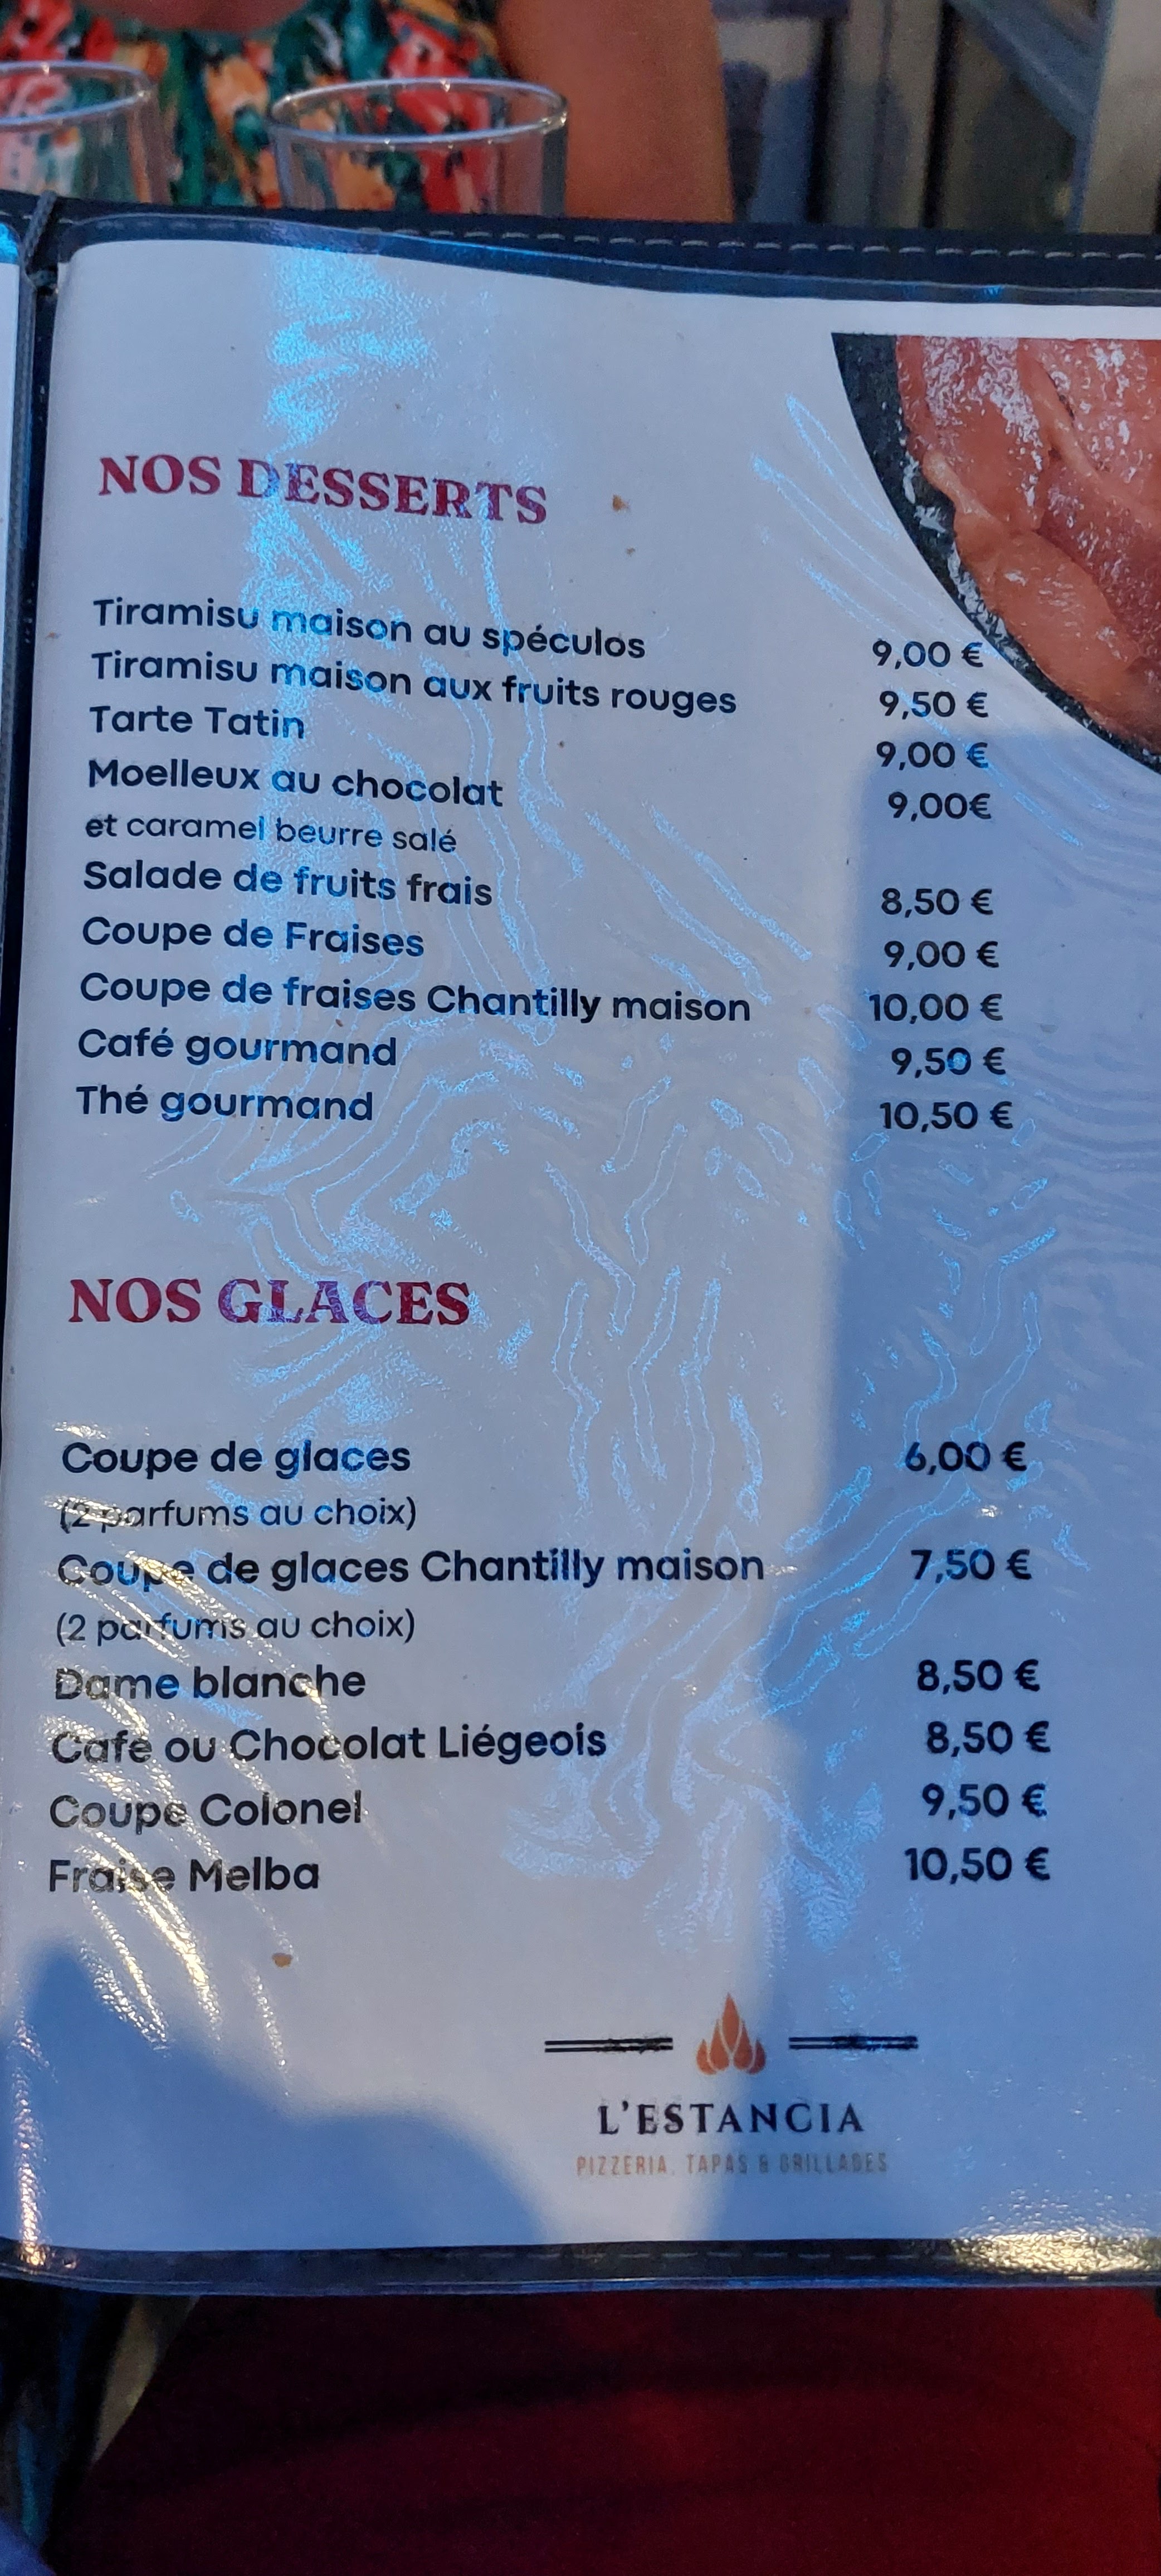 NOS DESSERTS
Tiramisu maison au spéculos 9,00 €
Tiramisu maison aux fruits rouges 9,50 €
Tarte Tatin 9,00 €
Moelleux au chocolat 9,00€
et caramel beurre salé
Salade de fruits frais 8,50 €
Coupe de Fraises 9,00 €
Coupe de fraises Chantilly maison 10,00 €
Café gourmand 9,50 €
Thé gourmand 10,50 €
NOS GLACES
Coupe de glaces 6,00 €
(2 parfums au choix)
Coupe de glaces Chantilly maison 7,50 €
(2 parfums au choix)
Dame blanche 8,50 €
Café ou Chocolat Liégeois 8,50 €
Coupe Colonel 9,50 €
Fraise Melba 10,50 €
L'ESTANCIA
PIZZERIA, TAPAS & GRILLADES